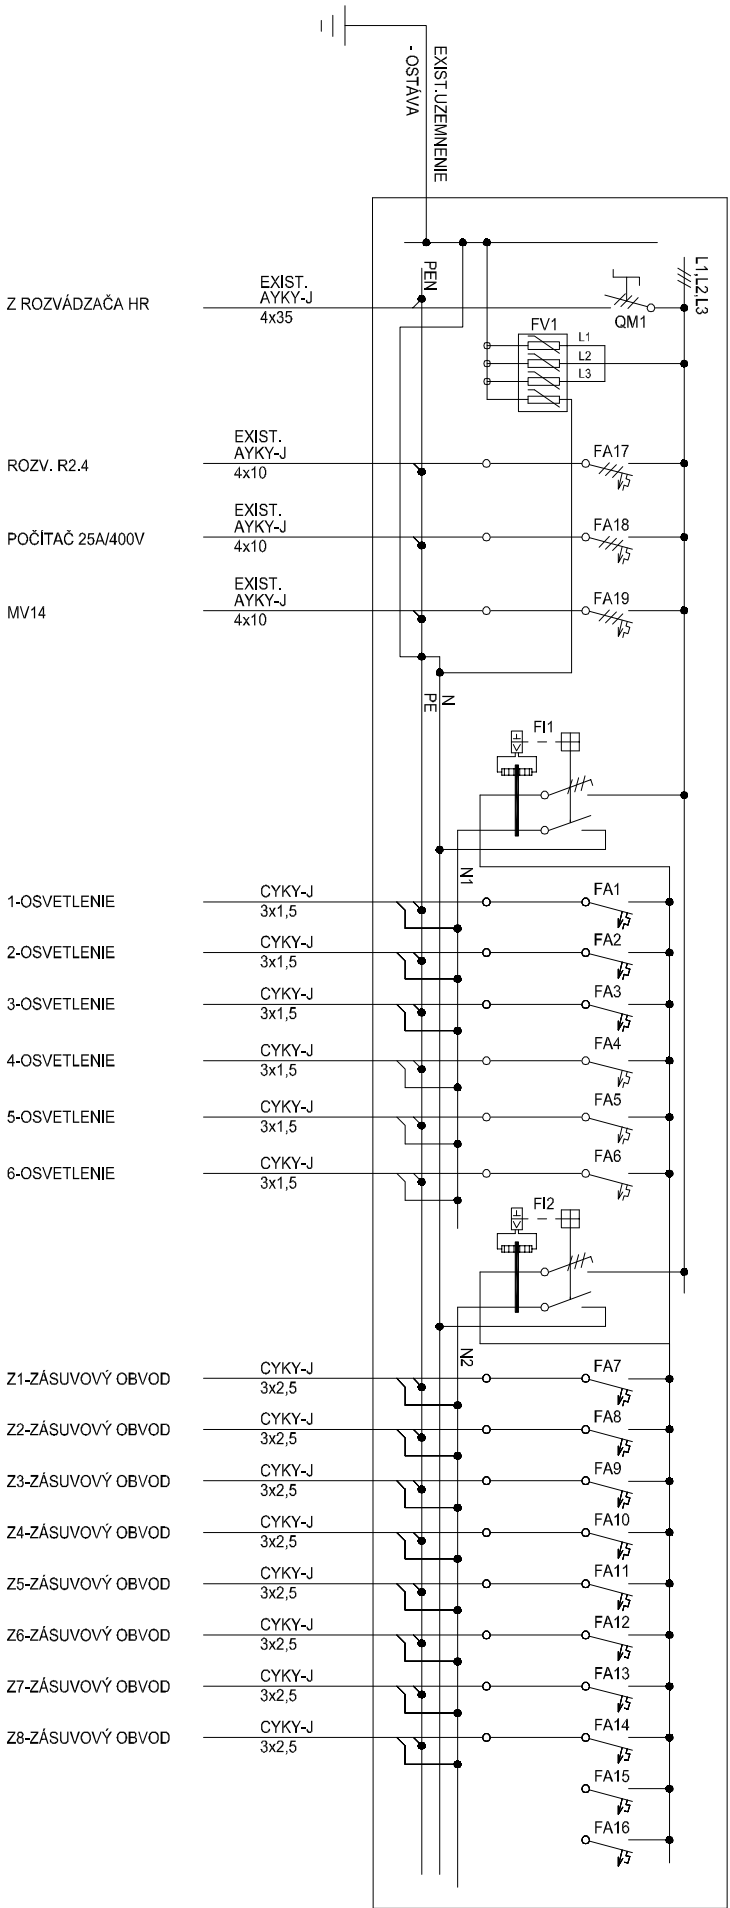 EXIST.UZEMNENIE
- OSTÁVA
L1,L2,L3
PEN
Z ROZVÁDZAČA HR
EXIST.
AYKY-J
4x35
QM1
FV1
L1
L2
L3
ROZV. R2.4
EXIST.
AYKY-J
4x10
FA17
POČÍTAČ 25A/400V
EXIST.
AYKY-J
4x10
FA18
MV14
EXIST.
AYKY-J
4x10
FA19
N
PE
FI1
N1
1-OSVETLENIE
CYKY-J
3x1,5
FA1
2-OSVETLENIE
CYKY-J
3x1,5
FA2
3-OSVETLENIE
CYKY-J
3x1,5
FA3
4-OSVETLENIE
CYKY-J
3x1,5
FA4
5-OSVETLENIE
CYKY-J
3x1,5
FA5
6-OSVETLENIE
CYKY-J
3x1,5
FA6
FI2
N2
Z1-ZÁSUVOVÝ OBVOD
CYKY-J
3x2,5
FA7
Z2-ZÁSUVOVÝ OBVOD
CYKY-J
3x2,5
FA8
Z3-ZÁSUVOVÝ OBVOD
CYKY-J
3x2,5
FA9
Z4-ZÁSUVOVÝ OBVOD
CYKY-J
3x2,5
FA10
Z5-ZÁSUVOVÝ OBVOD
CYKY-J
3x2,5
FA11
Z6-ZÁSUVOVÝ OBVOD
CYKY-J
3x2,5
FA12
Z7-ZÁSUVOVÝ OBVOD
CYKY-J
3x2,5
FA13
Z8-ZÁSUVOVÝ OBVOD
CYKY-J
3x2,5
FA14
FA15
FA16